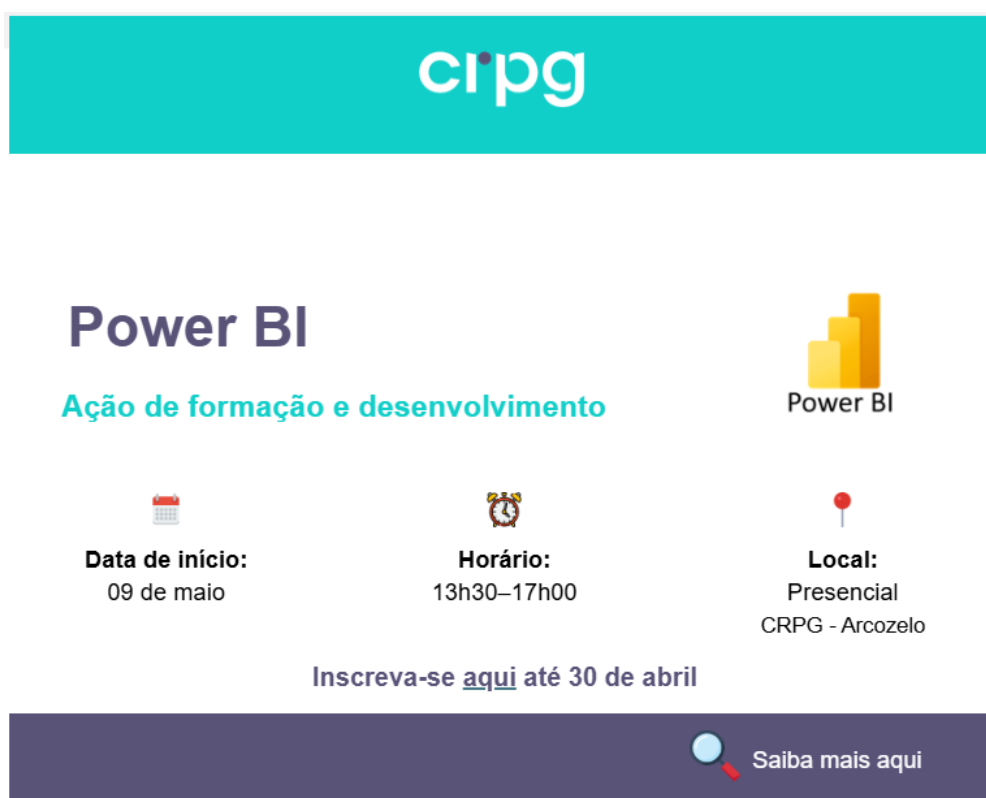 crpg
Power BI
Power BI
Ação de formação e desenvolvimento
Data de início:
09 de maio
Horário:
13h30–17h00
Local:
Presencial
CRPG - Arcozelo
Inscreva-se aqui até 30 de abril
Saiba mais aqui